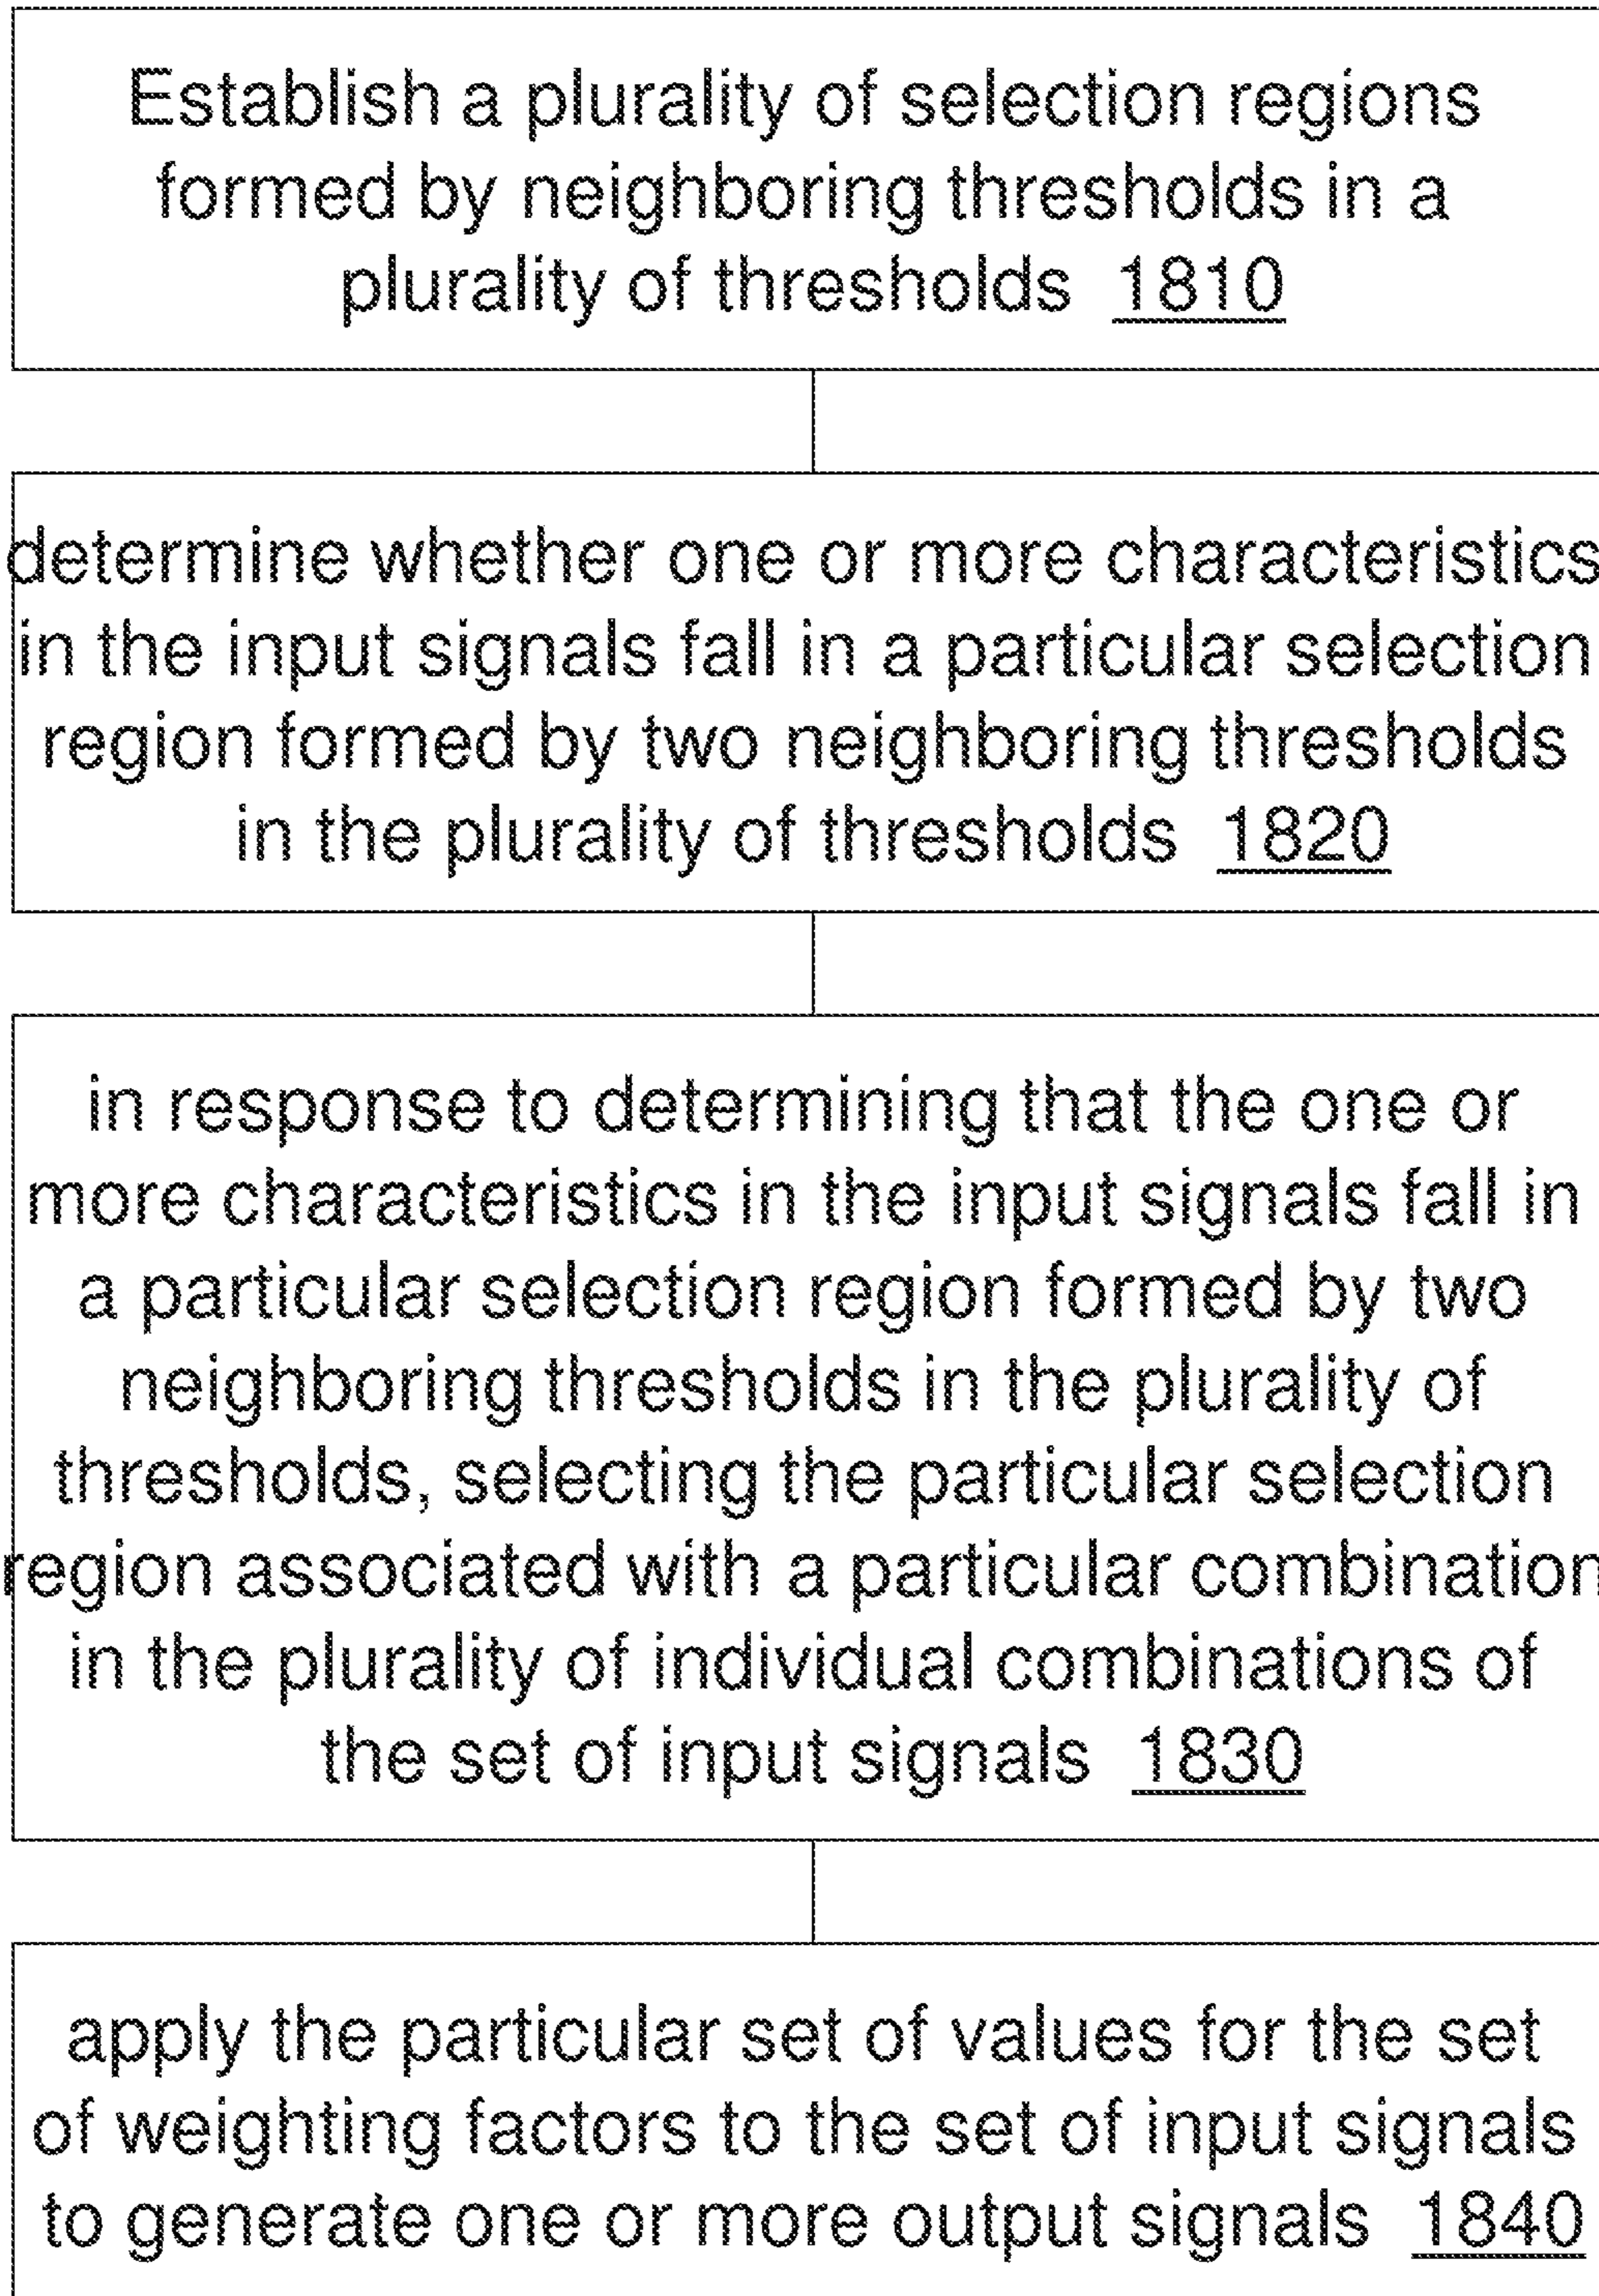 Establish a plurality of selection regions
formed by neighboring thresholds in a
plurality of thresholds 1810
determine whether one or more characteristics
in the input signals fall in a particular selection
region formed by two neighboring thresholds
in the plurality of thresholds 1820
in response to determining that the one or
more characteristics in the input signals fall in
a particular selection region formed by two
neighboring thresholds in the plurality of
thresholds, selecting the particular selection
region associated with a particular combination
in the plurality of individual combinations of
the set of input signals 1830
apply the particular set of values for the set
of weighting factors to the set of input signals
to generate one or more output signals 1840